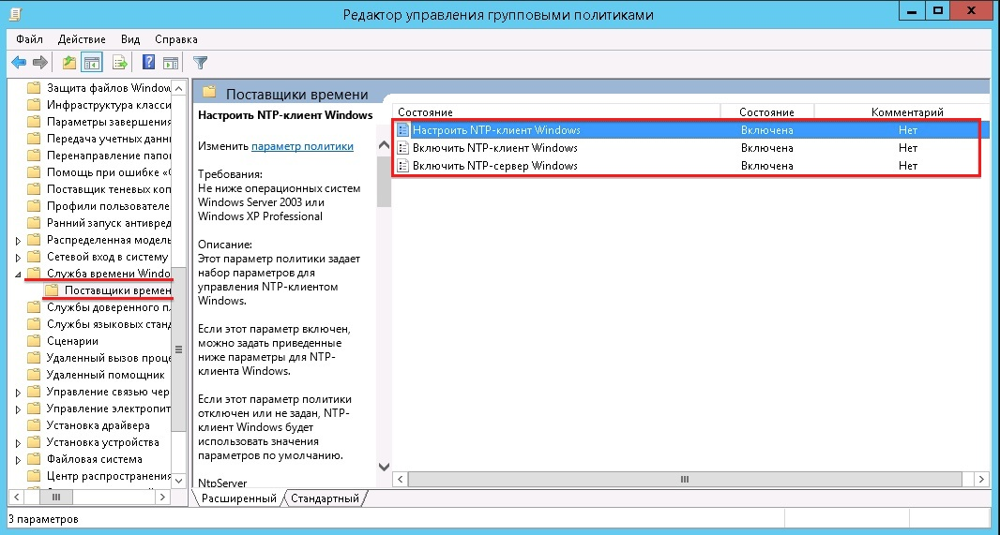 Редактор управления групповыми политиками
Файл Действие Вид Справка
Защита файлов Window
Инфраструктура класси
Параметры завершения
Передача учетных данн
Перенаправление папо
Помощь при ошибке «О
Поставщик теневых коп
Профили пользователе
Ранний запуск антивред
Распределенная модель
Сетевой вход в систему
Служба времени Windo
Поставщики времен
Службы доверенного п
Службы языковых станд
Сценарии
Удаленный вызов проце
Удаленный помощник
Управление связью чер
Управление электропит
Установка драйвера
Установка устройства
Файловая система
Центр распространения
Поставщики времени
Настроить NTP-клиент Windows
Изменить параметр политики
Требования:
Не ниже операционных систем
Windows Server 2003 или
Windows XP Professional
Описание:
Этот параметр политики задает
набор параметров для
управления NTP-клиентом
Windows.
Если этот параметр включен,
можно задать приведенные
ниже параметры для NTP-
клиента Windows.
Если этот параметр политики
отключен или не задан, NTP-
клиент Windows будет
использовать значения
параметров по умолчанию.
NtpServer
Состояние Состояние Комментарий
Настроить NTP-клиент Windows Включена Нет
Включить NTP-клиент Windows Включена Нет
Включить NTP-сервер Windows Включена Нет
Расширенный Стандартный
3 параметров